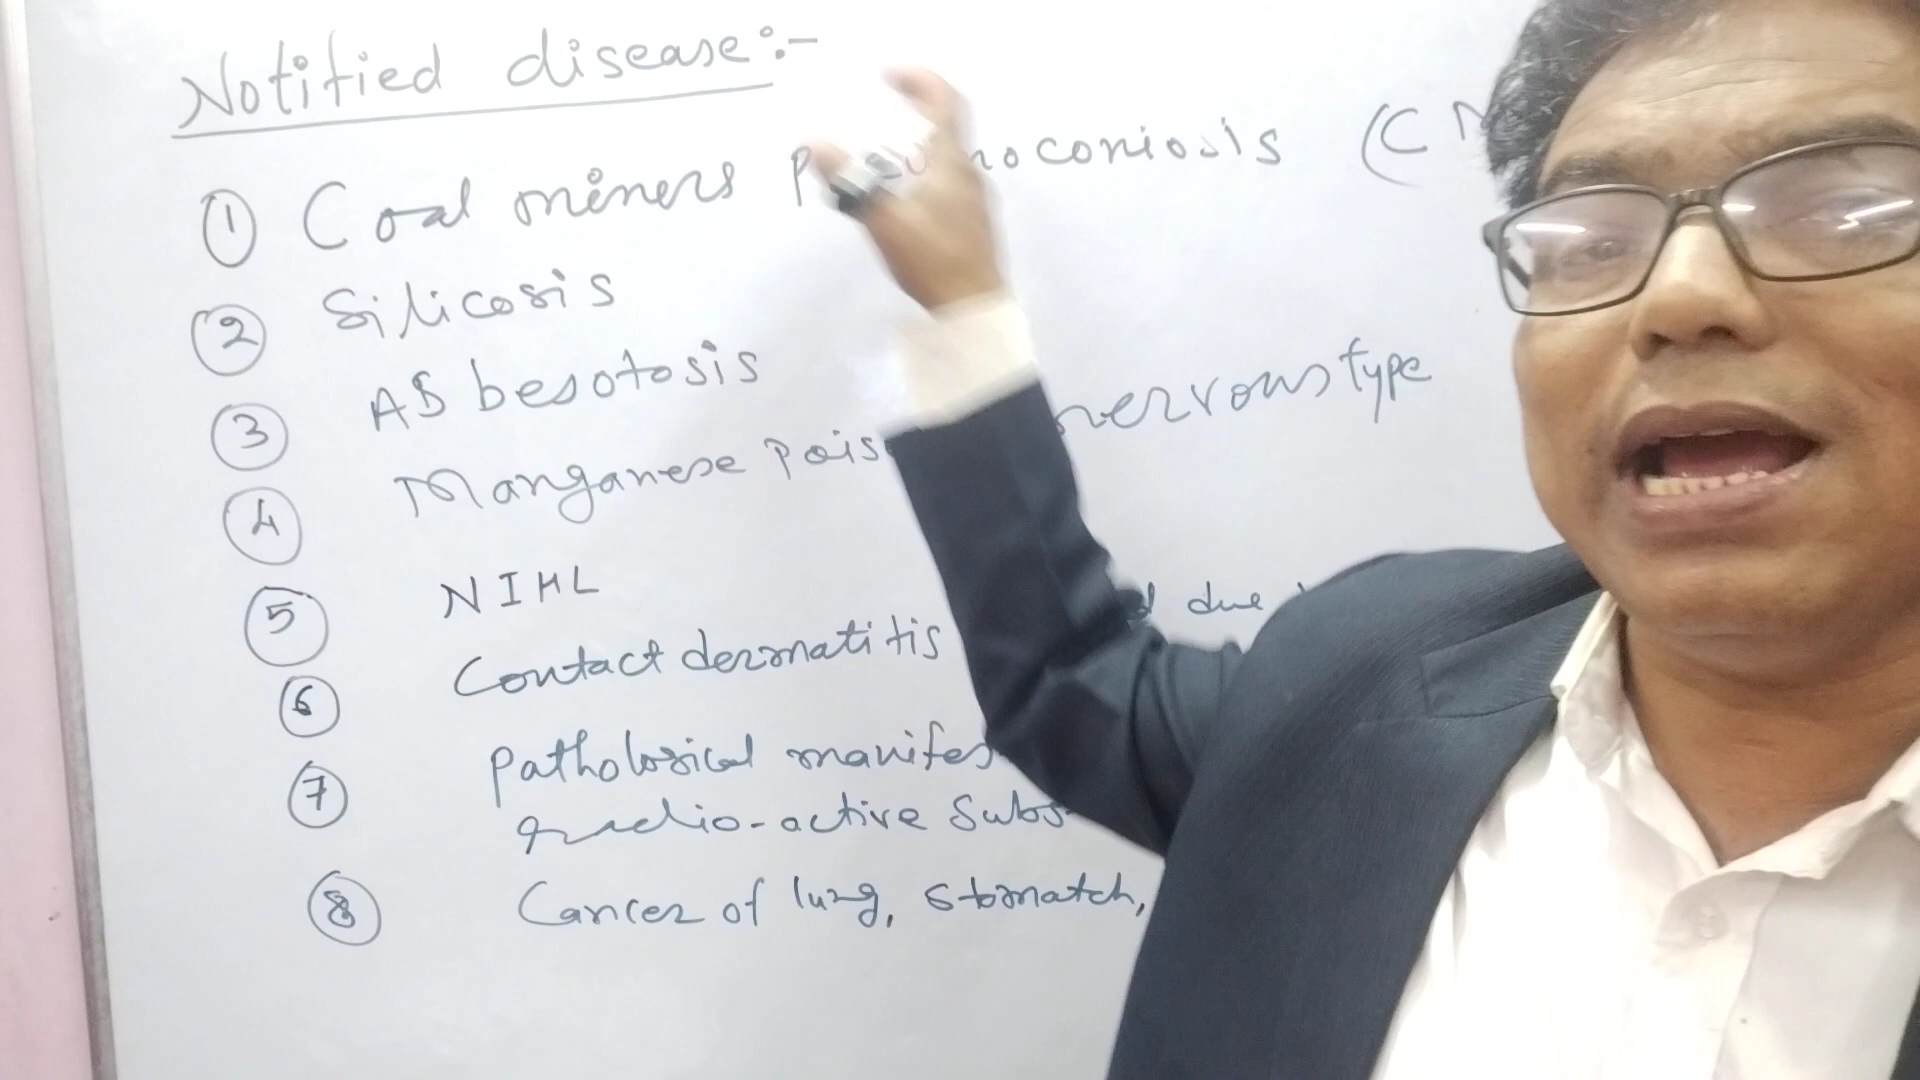 Notified disease:-
① Coal miners oconiosis (C
② Silicosis
③ ASbesotosis
④ Manganese Pois nervous type
⑤ NIHL
⑥ Contact dermatitis d due
⑦ Pathological manifes
radio-active Subs
⑧ Cancer of lung, stomatch,